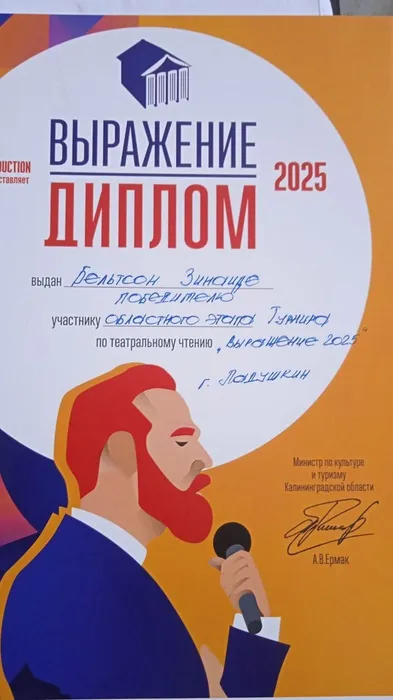 ВЫРАЖЕНИЕ
DUCTION
ставляет
2025
ДИПЛОМ
выдан Бельтсон Зинаиде
победителю
участнику областного этапа Турнира
по театральному чтению „Выражение 2025"
г. Ладушкин
Министр по культуре
и туризму
Калининградской области
А.В.Ермак